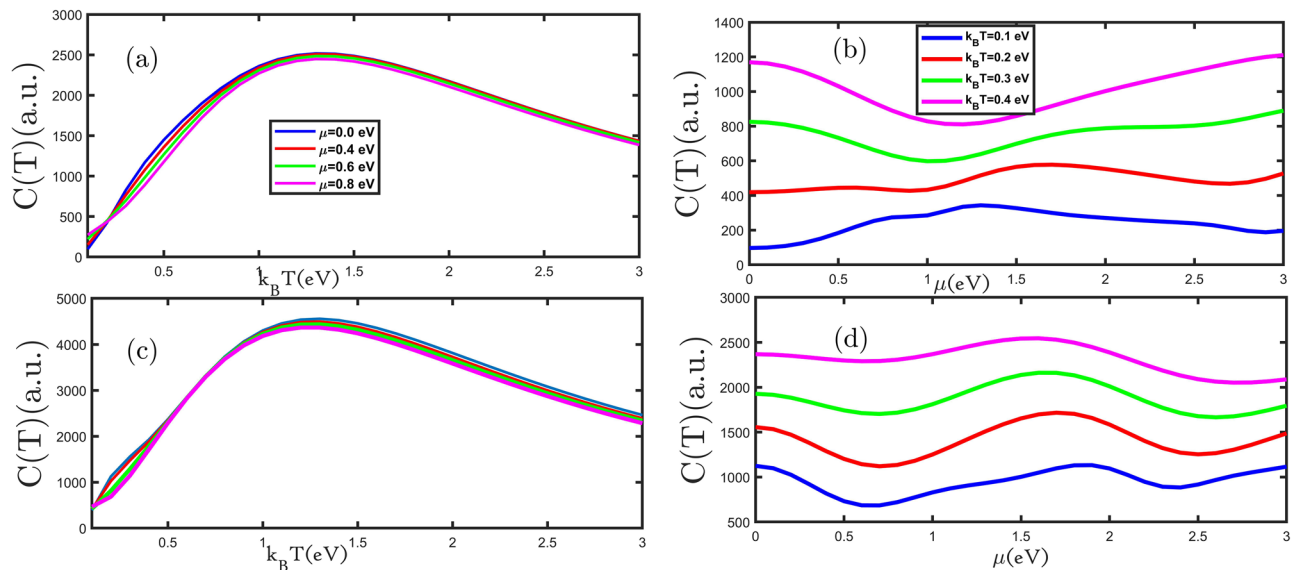 (a)
C(T)(a.u.)
3000
2500
2000
1500
1000
500
0
μ=0.0 eV
μ=0.4 eV
μ=0.6 eV
μ=0.8 eV
0.5 1 1.5 2 2.5 3
k_B T(eV)
(b)
C(T)(a.u.)
1400
1200
1000
800
600
400
200
0
k_B T=0.1 eV
k_B T=0.2 eV
k_B T=0.3 eV
k_B T=0.4 eV
0 0.5 1 1.5 2 2.5 3
μ(eV)
(c)
C(T)(a.u.)
5000
4000
3000
2000
1000
0
0.5 1 1.5 2 2.5 3
k_B T(eV)
(d)
C(T)(a.u.)
3000
2500
2000
1500
1000
500
0 0.5 1 1.5 2 2.5 3
μ(eV)